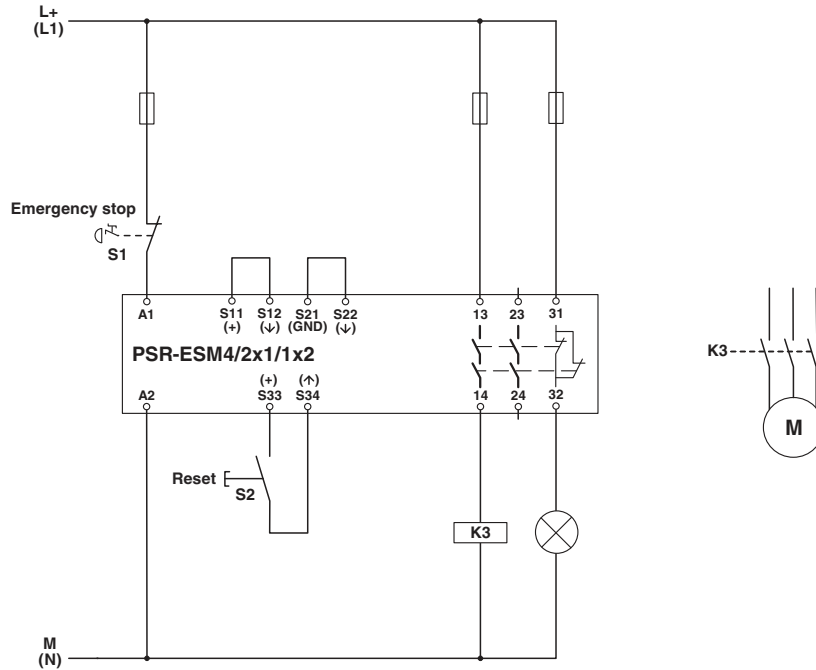 L+
(L1)
Emergency stop
S1
A1
S11
(+)
S12
(↓)
S21
(GND)
S22
(↓)
13
23
31
PSR-ESM4/2x1/1x2
(+)
(↑)
A2
S33
S34
14
24
32
Reset
S2
K3
K3
M
M
(N)